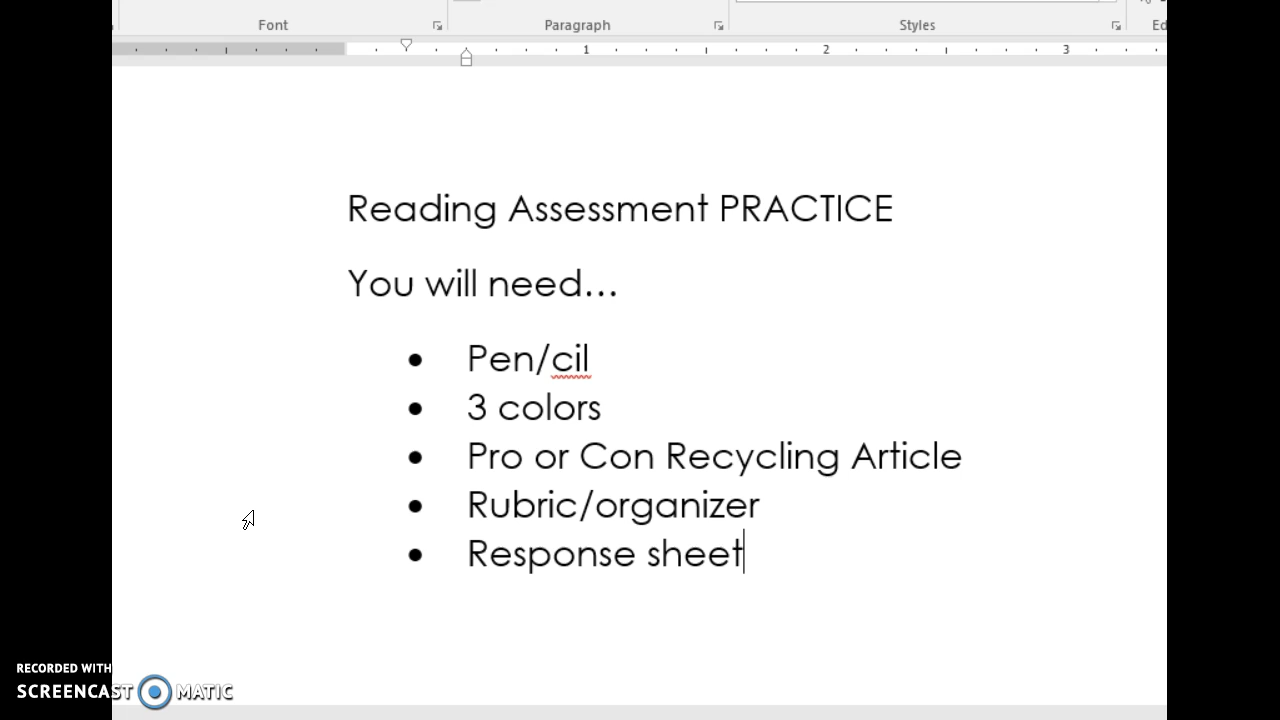 Font Paragraph Styles Ed
1 2 3
Reading Assessment PRACTICE
You will need...
• Pen/cil
• 3 colors
• Pro or Con Recycling Article
• Rubric/organizer
• Response sheet
RECORDED WITH
SCREENCAST MATIC